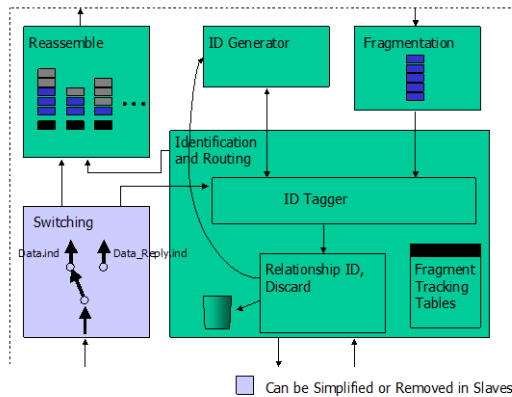 Reassemble
ID Generator
Fragmentation
Identification
and Routing
ID Tagger
Switching
Data.ind
Data_Reply.ind
Relationship ID,
Discard
Fragment
Tracking
Tables
Can be Simplified or Removed in Slaves